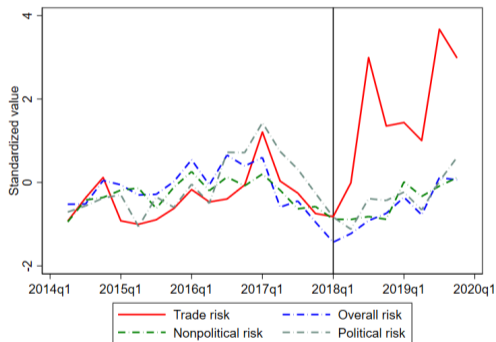 4
2
0
-2
Standardized value
2014q1
2015q1
2016q1
2017q1
2018q1
2019q1
2020q1
Trade risk
Overall risk
Nonpolitical risk
Political risk